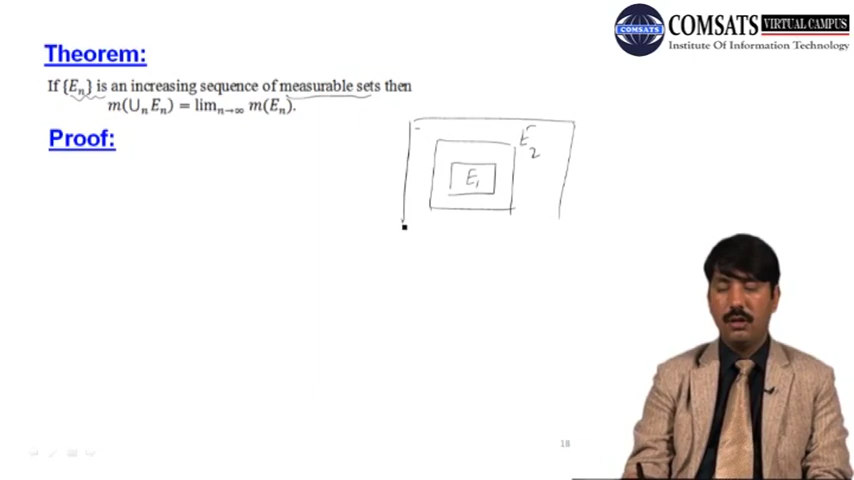 COMSATS VIRTUAL CAMPUS
Institute Of Information Technology
Theorem:
If {Eₙ} is an increasing sequence of measurable sets then
m(⋃ₙ Eₙ) = limₙ→∞ m(Eₙ).
Proof:
E₂
E₁
18